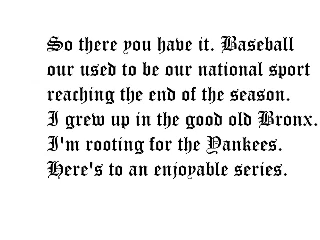 So there you have it. Baseball
our used to be our national sport
reaching the end of the season.
I grew up in the good old Bronx.
I'm rooting for the Yankees.
Here's to an enjoyable series.